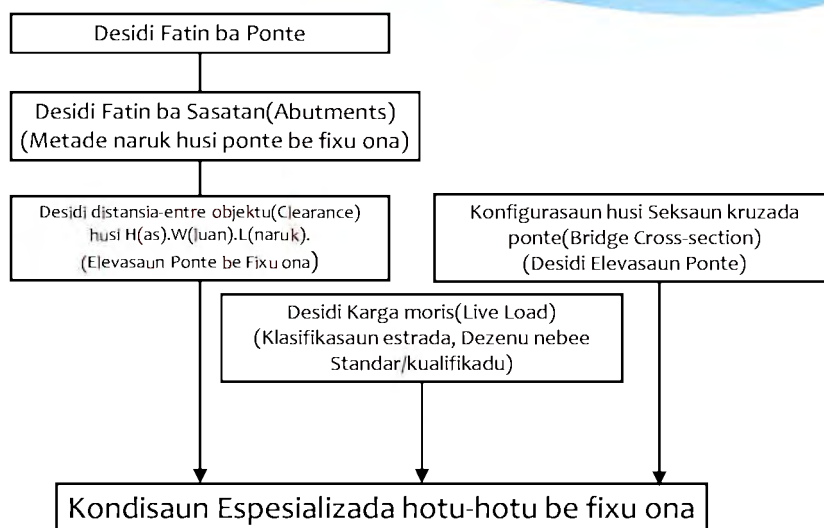 Desidi Fatin ba Ponte
Desidi Fatin ba Sasatan(Abutments)
(Metade naruk husi ponte be fixu ona)
Desidi distansia-entre objektu(Clearance)
husi H(as).W(luan).L(naruk).
(Elevasaun Ponte be Fixu ona)
Konfigurasaun husi Seksaun kruzada
ponte(Bridge Cross-section)
(Desidi Elevasaun Ponte)
Desidi Karga moris(Live Load)
(Klasifikasaun estrada, Dezenu nebee
Standar/kualifikadu)
Kondisaun Espesializada hotu-hotu be fixu ona